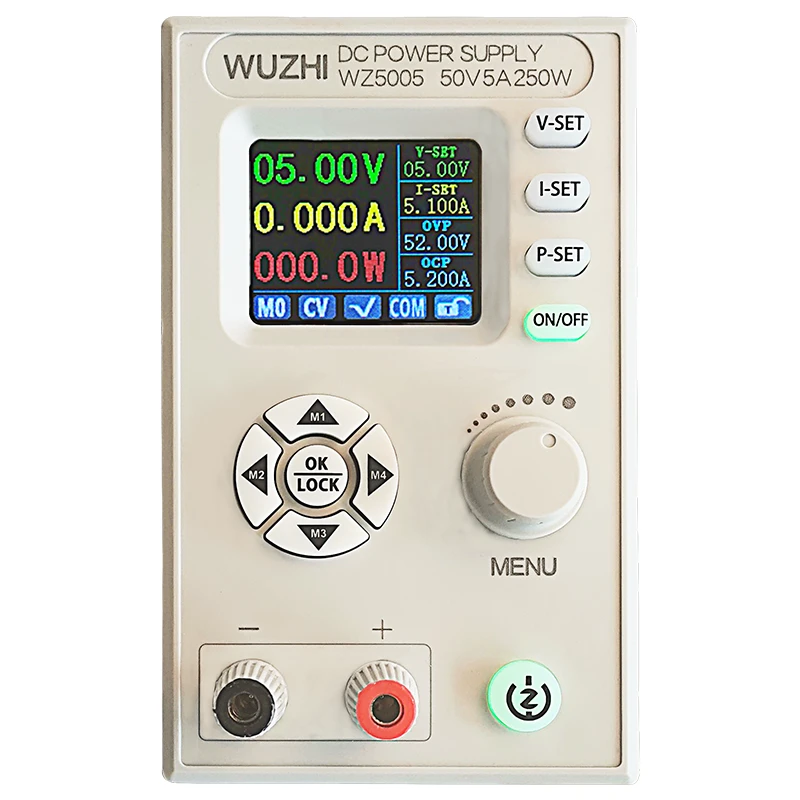 WUZHI DC POWER SUPPLY
WZ5005 50V5A250W
V-SET
I-SET
P-SET
ON/OFF
05.00V
0.000A
000.0W
V-SET
05.00V
I-SET
5.100A
OVP
52.00V
OCP
5.200A
M0 CV COM
M1
M2
OK
LOCK
M4
M3
MENU
− +
Z